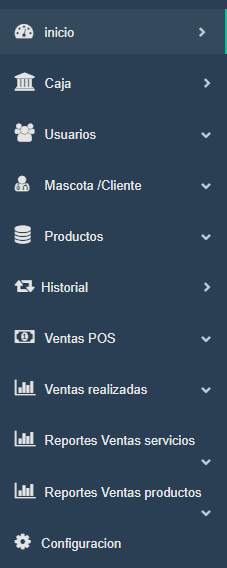 inicio
Caja
Usuarios
Mascota /Cliente
Productos
Historial
Ventas POS
Ventas realizadas
Reportes Ventas servicios
Reportes Ventas productos
Configuracion